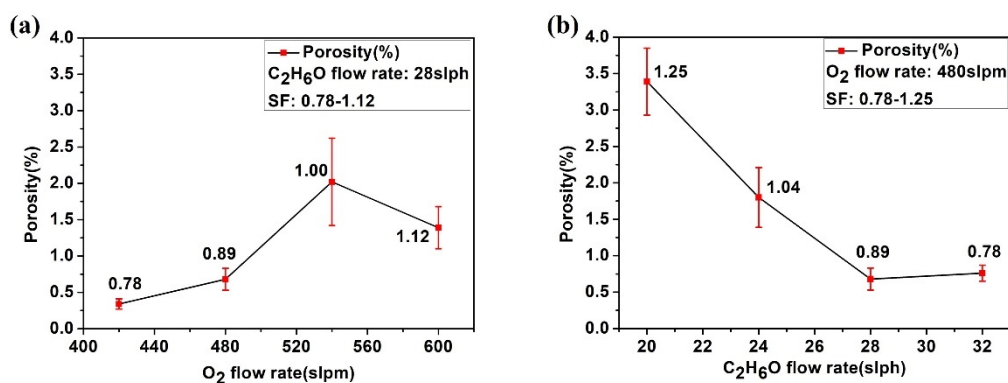 (a)
4.0
3.5
3.0
2.5
2.0
1.5
1.0
0.5
0.0
Porosity(%)
Porosity(%)
C₂H₆O flow rate: 28slph
SF: 0.78-1.12
0.78
0.89
1.00
1.12
400 440 480 520 560 600
O₂ flow rate(slpm)
(b)
4.0
3.5
3.0
2.5
2.0
1.5
1.0
0.5
0.0
Porosity(%)
Porosity(%)
O₂ flow rate: 480slpm
SF: 0.78-1.25
1.25
1.04
0.89
0.78
20 22 24 26 28 30 32
C₂H₆O flow rate(slph)